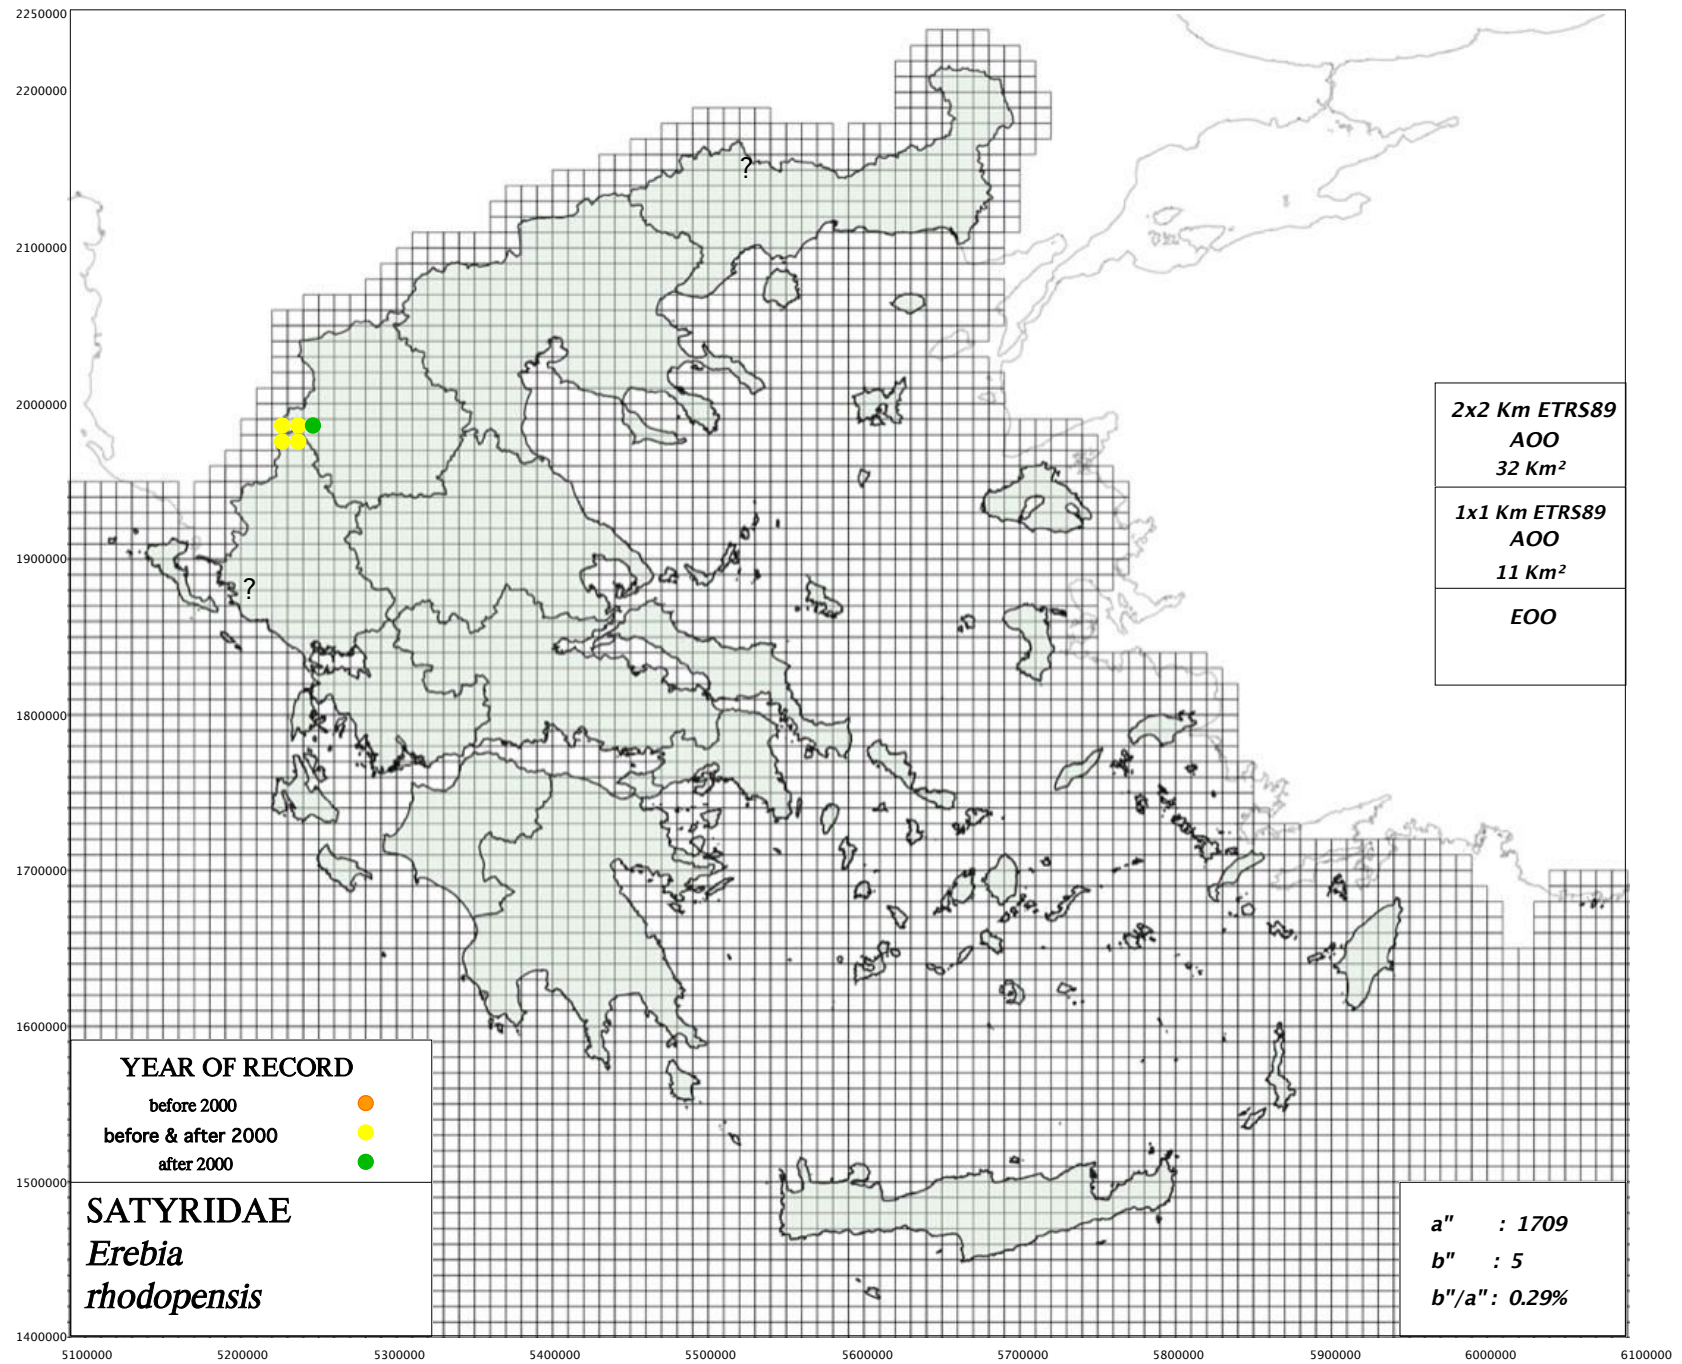 2250000
2200000
2100000
2000000
1900000
1800000
1700000
1600000
1500000
1400000
?
?
2x2 Km ETRS89
AOO
32 Km²
1x1 Km ETRS89
AOO
11 Km²
EOO
YEAR OF RECORD
before 2000
before & after 2000
after 2000
SATYRIDAE
Erebia
rhodopensis
a" : 1709
b" : 5
b"/a" : 0.29%
5100000 5200000 5300000 5400000 5500000 5600000 5700000 5800000 5900000 6000000 6100000